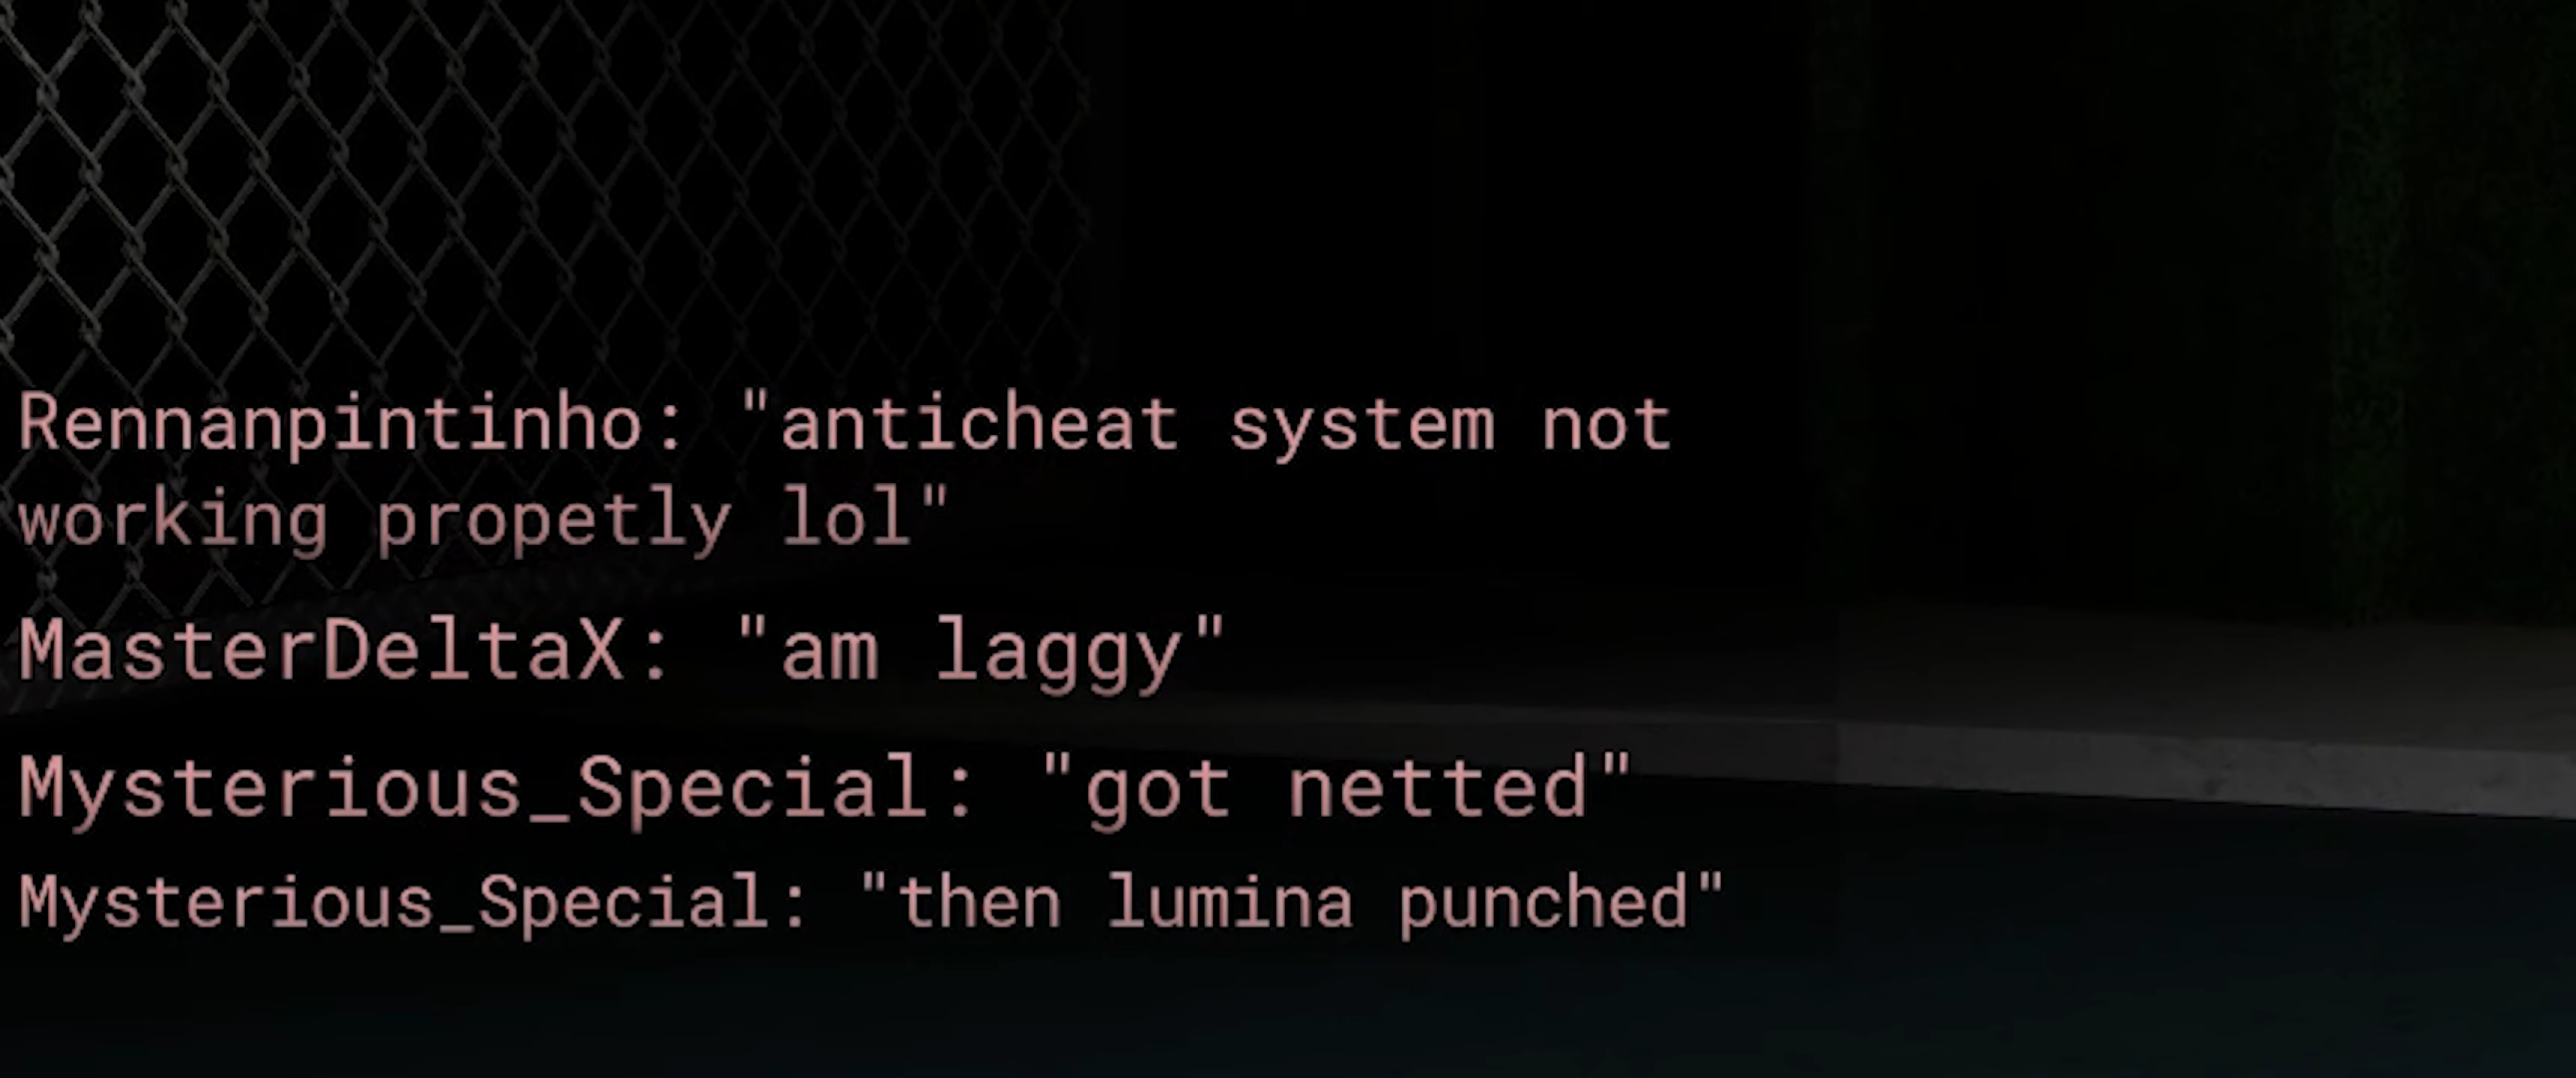 Rennanpintinho: "anticheat system not
working propetly lol"
MasterDeltaX: "am laggy"
Mysterious_Special: "got netted"
Mysterious_Special: "then lumina punched"